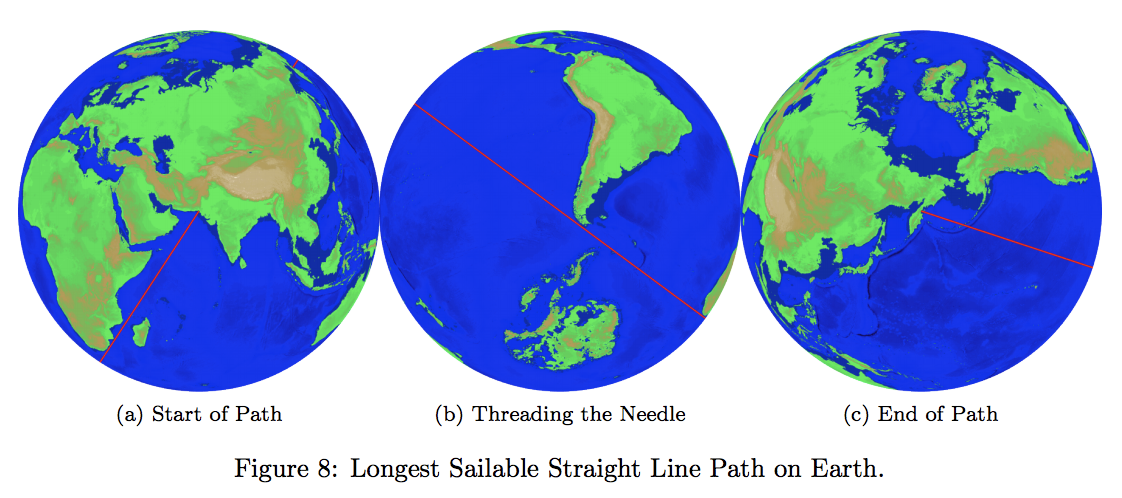 (a) Start of Path
(b) Threading the Needle
(c) End of Path
Figure 8: Longest Sailable Straight Line Path on Earth.